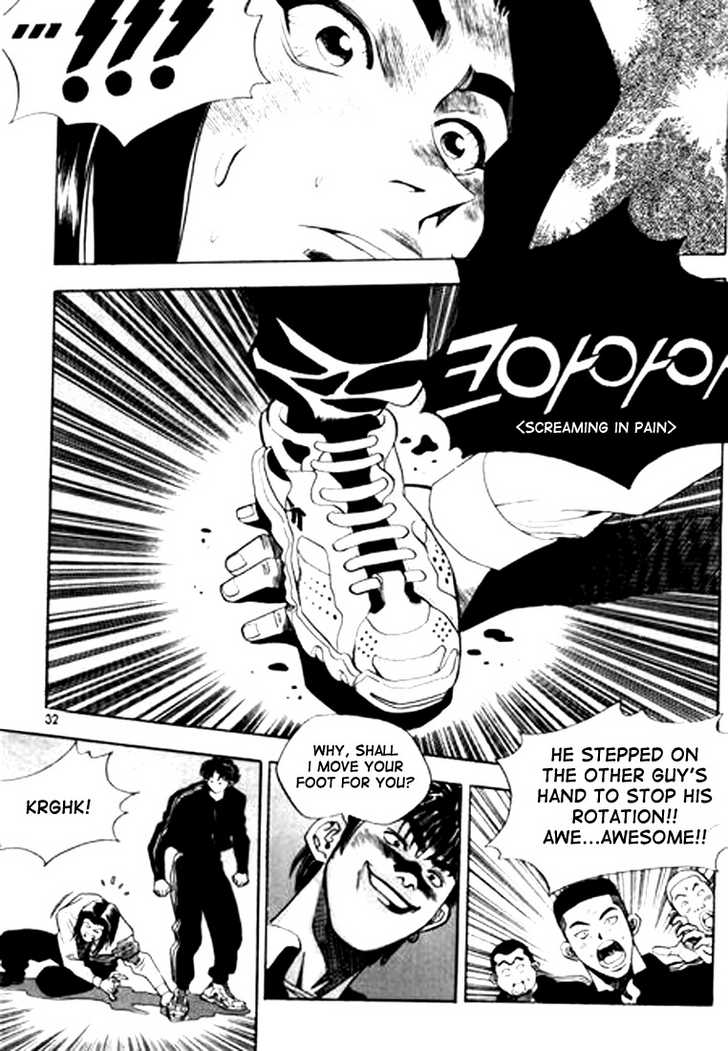 ...!!!
크아아아
<SCREAMING IN PAIN>
32
KRGHK!
WHY, SHALL
I MOVE YOUR
FOOT FOR YOU?
HE STEPPED ON
THE OTHER GUY'S
HAND TO STOP HIS
ROTATION!!
AWE...AWESOME!!